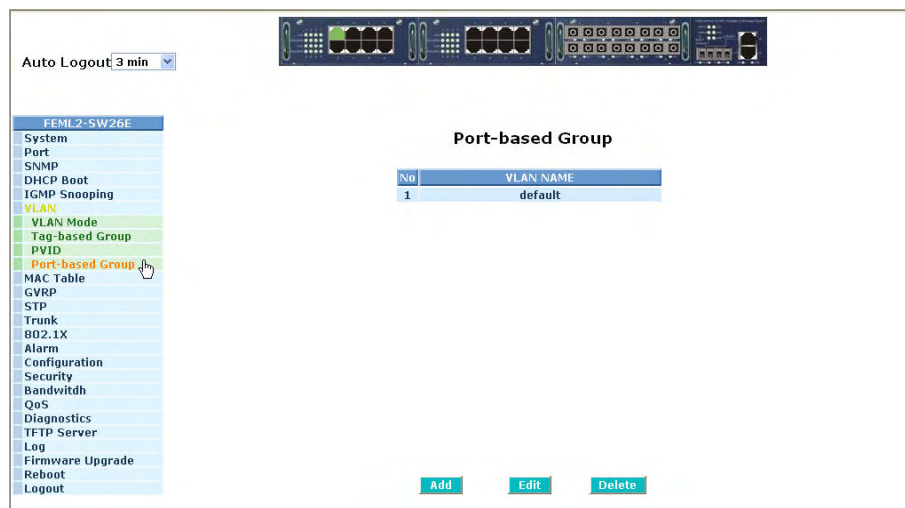 Auto Logout 3 min
FEML2-SW26E
System
Port
SNMP
DHCP Boot
IGMP Snooping
VLAN
VLAN Mode
Tag-based Group
PVID
Port-based Group
MAC Table
GVRP
STP
Trunk
802.1X
Alarm
Configuration
Security
Bandwitdh
QoS
Diagnostics
TFTP Server
Log
Firmware Upgrade
Reboot
Logout
Port-based Group
No VLAN NAME
1 default
Add Edit Delete